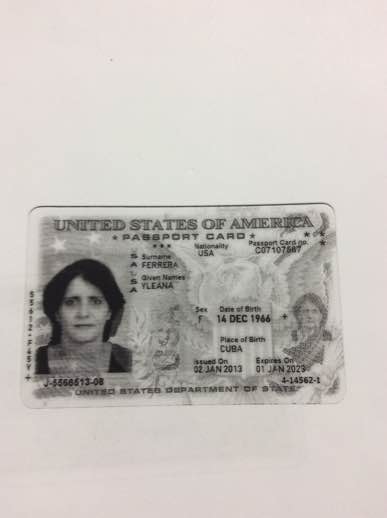 UNITED STATES OF AMERICA
★ PASSPORT CARD ★
Nationality
USA
Passport Card no.
C07107567
Surname
FERRERA
Given Names
YLEANA
USA
Sex
F
Date of Birth
14 DEC 1966
Place of Birth
CUBA
Issued On
02 JAN 2013
Expires On
01 JAN 2023
J-5566513-08
4-14562-1
UNITED STATES DEPARTMENT OF STATE